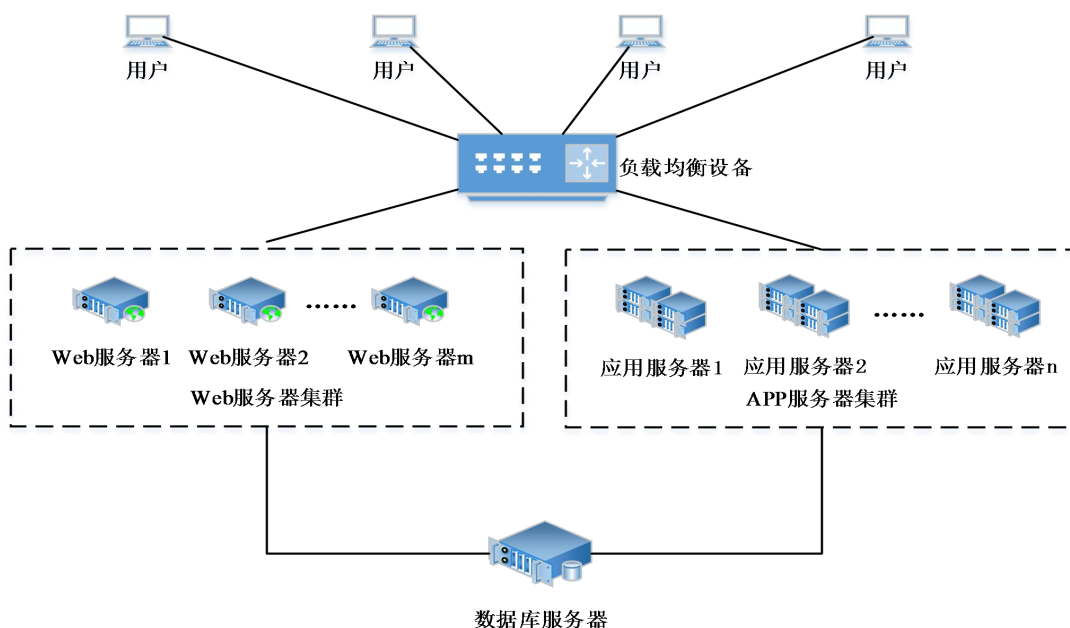 用户
用户
用户
用户
负载均衡设备
……
Web服务器1
Web服务器2
Web服务器m
Web服务器集群
……
应用服务器1
应用服务器2
应用服务器n
APP服务器集群
数据库服务器